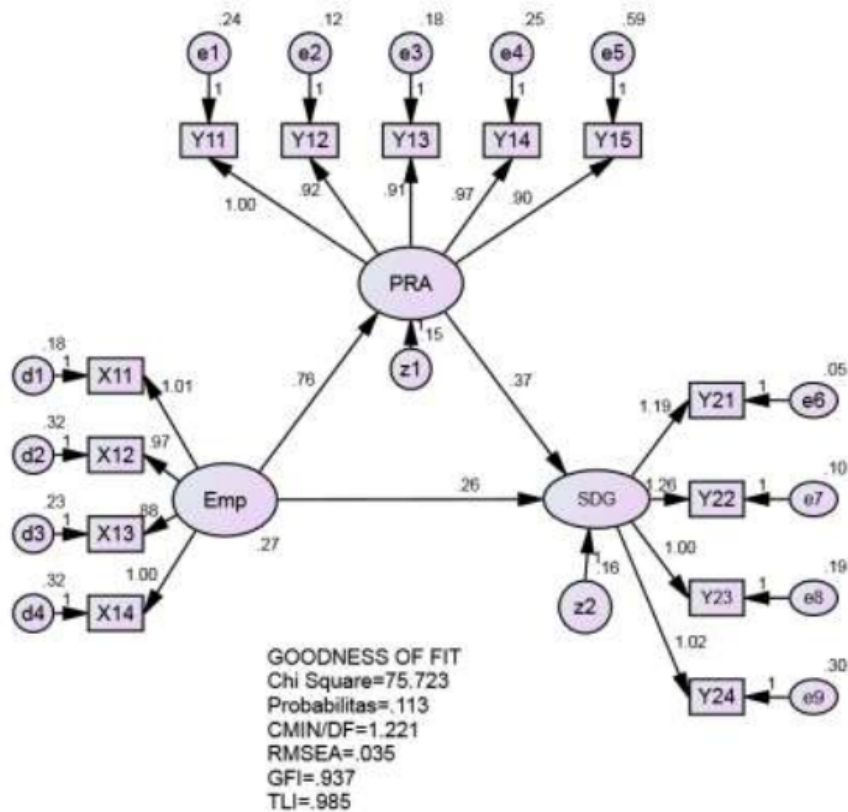 .24 .12 .18 .25 .59
e1 e2 e3 e4 e5
1 1 1 1 1
Y11 Y12 Y13 Y14 Y15
1.00 .92 .91 .97 .90
PRA
1
.15
z1
.18
d1 1 X11
1.01
.76
.37
.32
d2 1 X12
.97
.23
d3 1 X13
.88
.32
d4 1 X14
1.00
Emp
.27
.26
SDG
1
.16
z2
1.19 Y21 1 e6 .05
1.26 Y22 1 e7 .10
1.00 Y23 1 e8 .19
1.02 Y24 1 e9 .30
GOODNESS OF FIT
Chi Square=75.723
Probabilitas=.113
CMIN/DF=1.221
RMSEA=.035
GFI=.937
TLI=.985